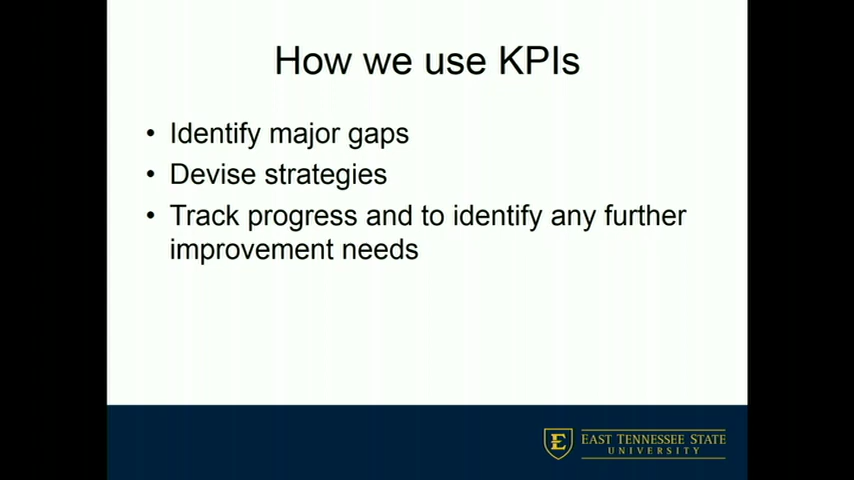 How we use KPIs
• Identify major gaps
• Devise strategies
• Track progress and to identify any further
improvement needs
E
EAST TENNESSEE STATE
UNIVERSITY